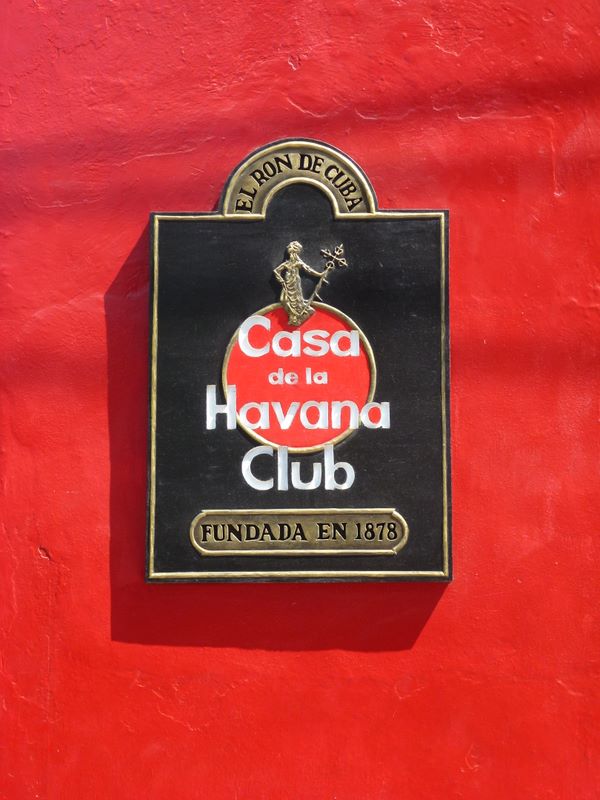 EL RON DE CUBA
Casa
de la
Havana
Club
FUNDADA EN 1878